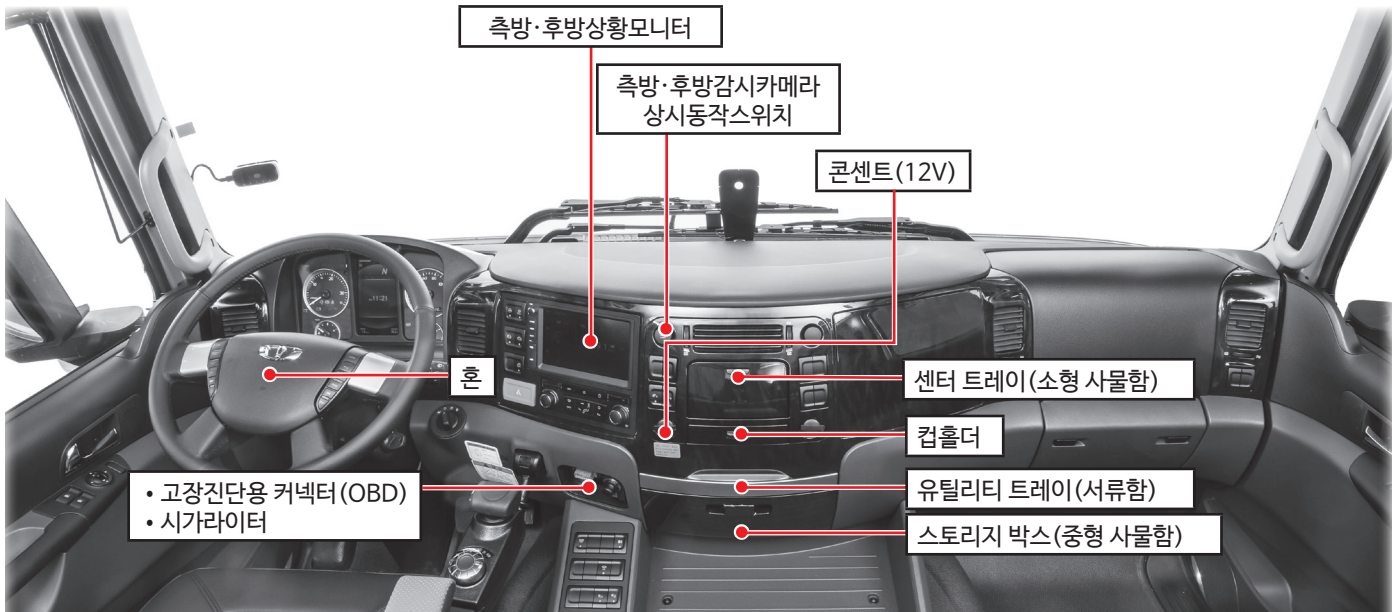 측방·후방상황모니터
측방·후방감시카메라
상시동작스위치
콘센트(12V)
혼
센터 트레이(소형 사물함)
컵홀더
• 고장진단용 커넥터(OBD)
• 시가라이터
유틸리티 트레이(서류함)
스토리지 박스(중형 사물함)
N
11:21